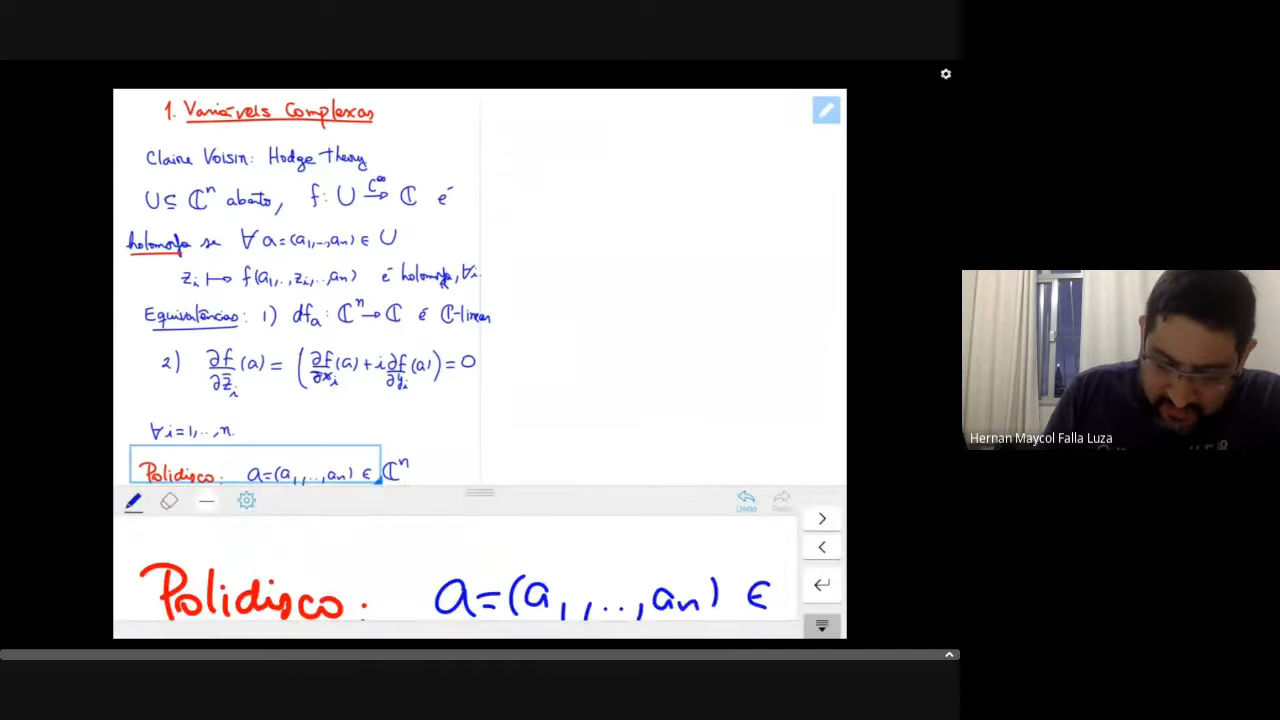 1. Variáveis Complexas
Claire Voisin: Hodge Theory
U ⊆ ℂⁿ aberto, f: U →^{C^∞} ℂ é
holomorfa se ∀ a=(a₁,..,aₙ) ∈ U
zᵢ ↦ f(a₁,..,zᵢ,..,aₙ) é holomorfa, ∀i.
Equivalências: 1) df_a : ℂⁿ → ℂ é ℂ-linear
2) ∂f/∂z̄ᵢ (a) = (∂f/∂xᵢ (a) + i ∂f/∂yᵢ (a)) = 0
∀ i=1,..,n.
Polidisco: a=(a₁,..,aₙ) ∈ ℂⁿ
Undo
Polidisco: a=(a₁,..,aₙ) ∈
Hernan Maycol Falla Luza